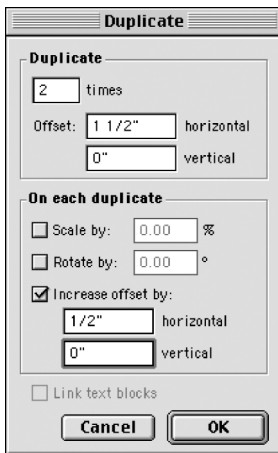 Duplicate
Duplicate
2 times
Offset: 1 1/2" horizontal
0" vertical
On each duplicate
Scale by: 0.00 %
Rotate by: 0.00 °
Increase offset by:
1/2" horizontal
0" vertical
Link text blocks
Cancel OK